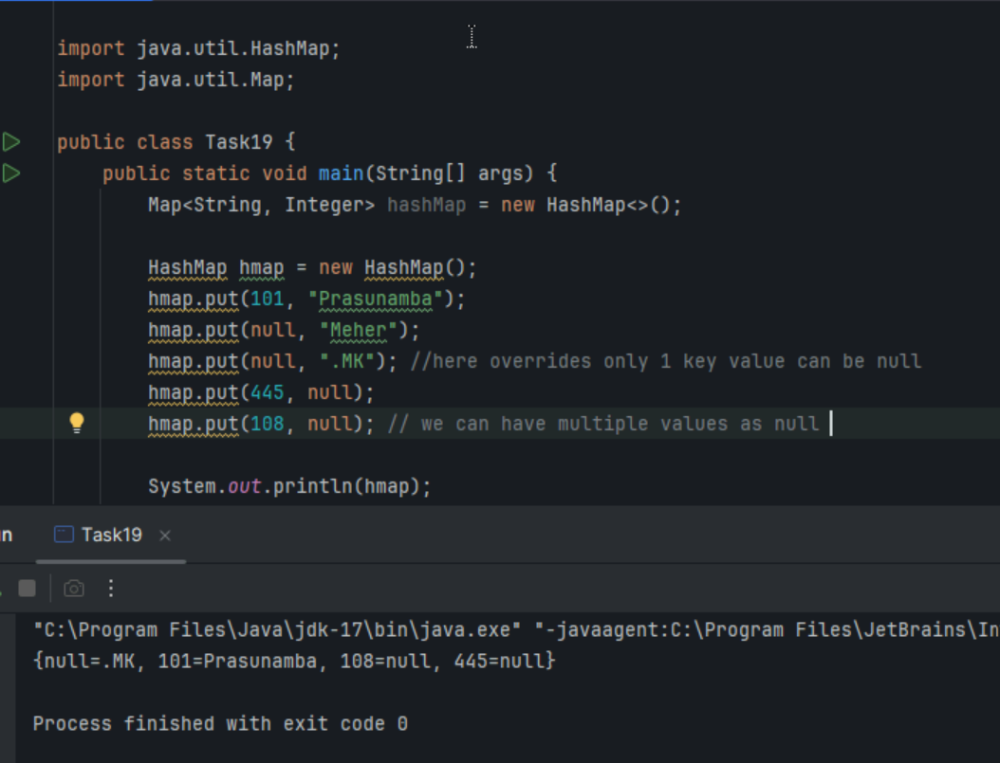 import java.util.HashMap;
import java.util.Map;
public class Task19 {
public static void main(String[] args) {
Map<String, Integer> hashMap = new HashMap<>();
HashMap hmap = new HashMap();
hmap.put(101, "Prasunamba");
hmap.put(null, "Meher");
hmap.put(null, ".MK"); //here overrides only 1 key value can be null
hmap.put(445, null);
hmap.put(108, null); // we can have multiple values as null
System.out.println(hmap);
Task19
"C:\Program Files\Java\jdk-17\bin\java.exe" "-javaagent:C:\Program Files\JetBrains\In
{null=.MK, 101=Prasunamba, 108=null, 445=null}
Process finished with exit code 0